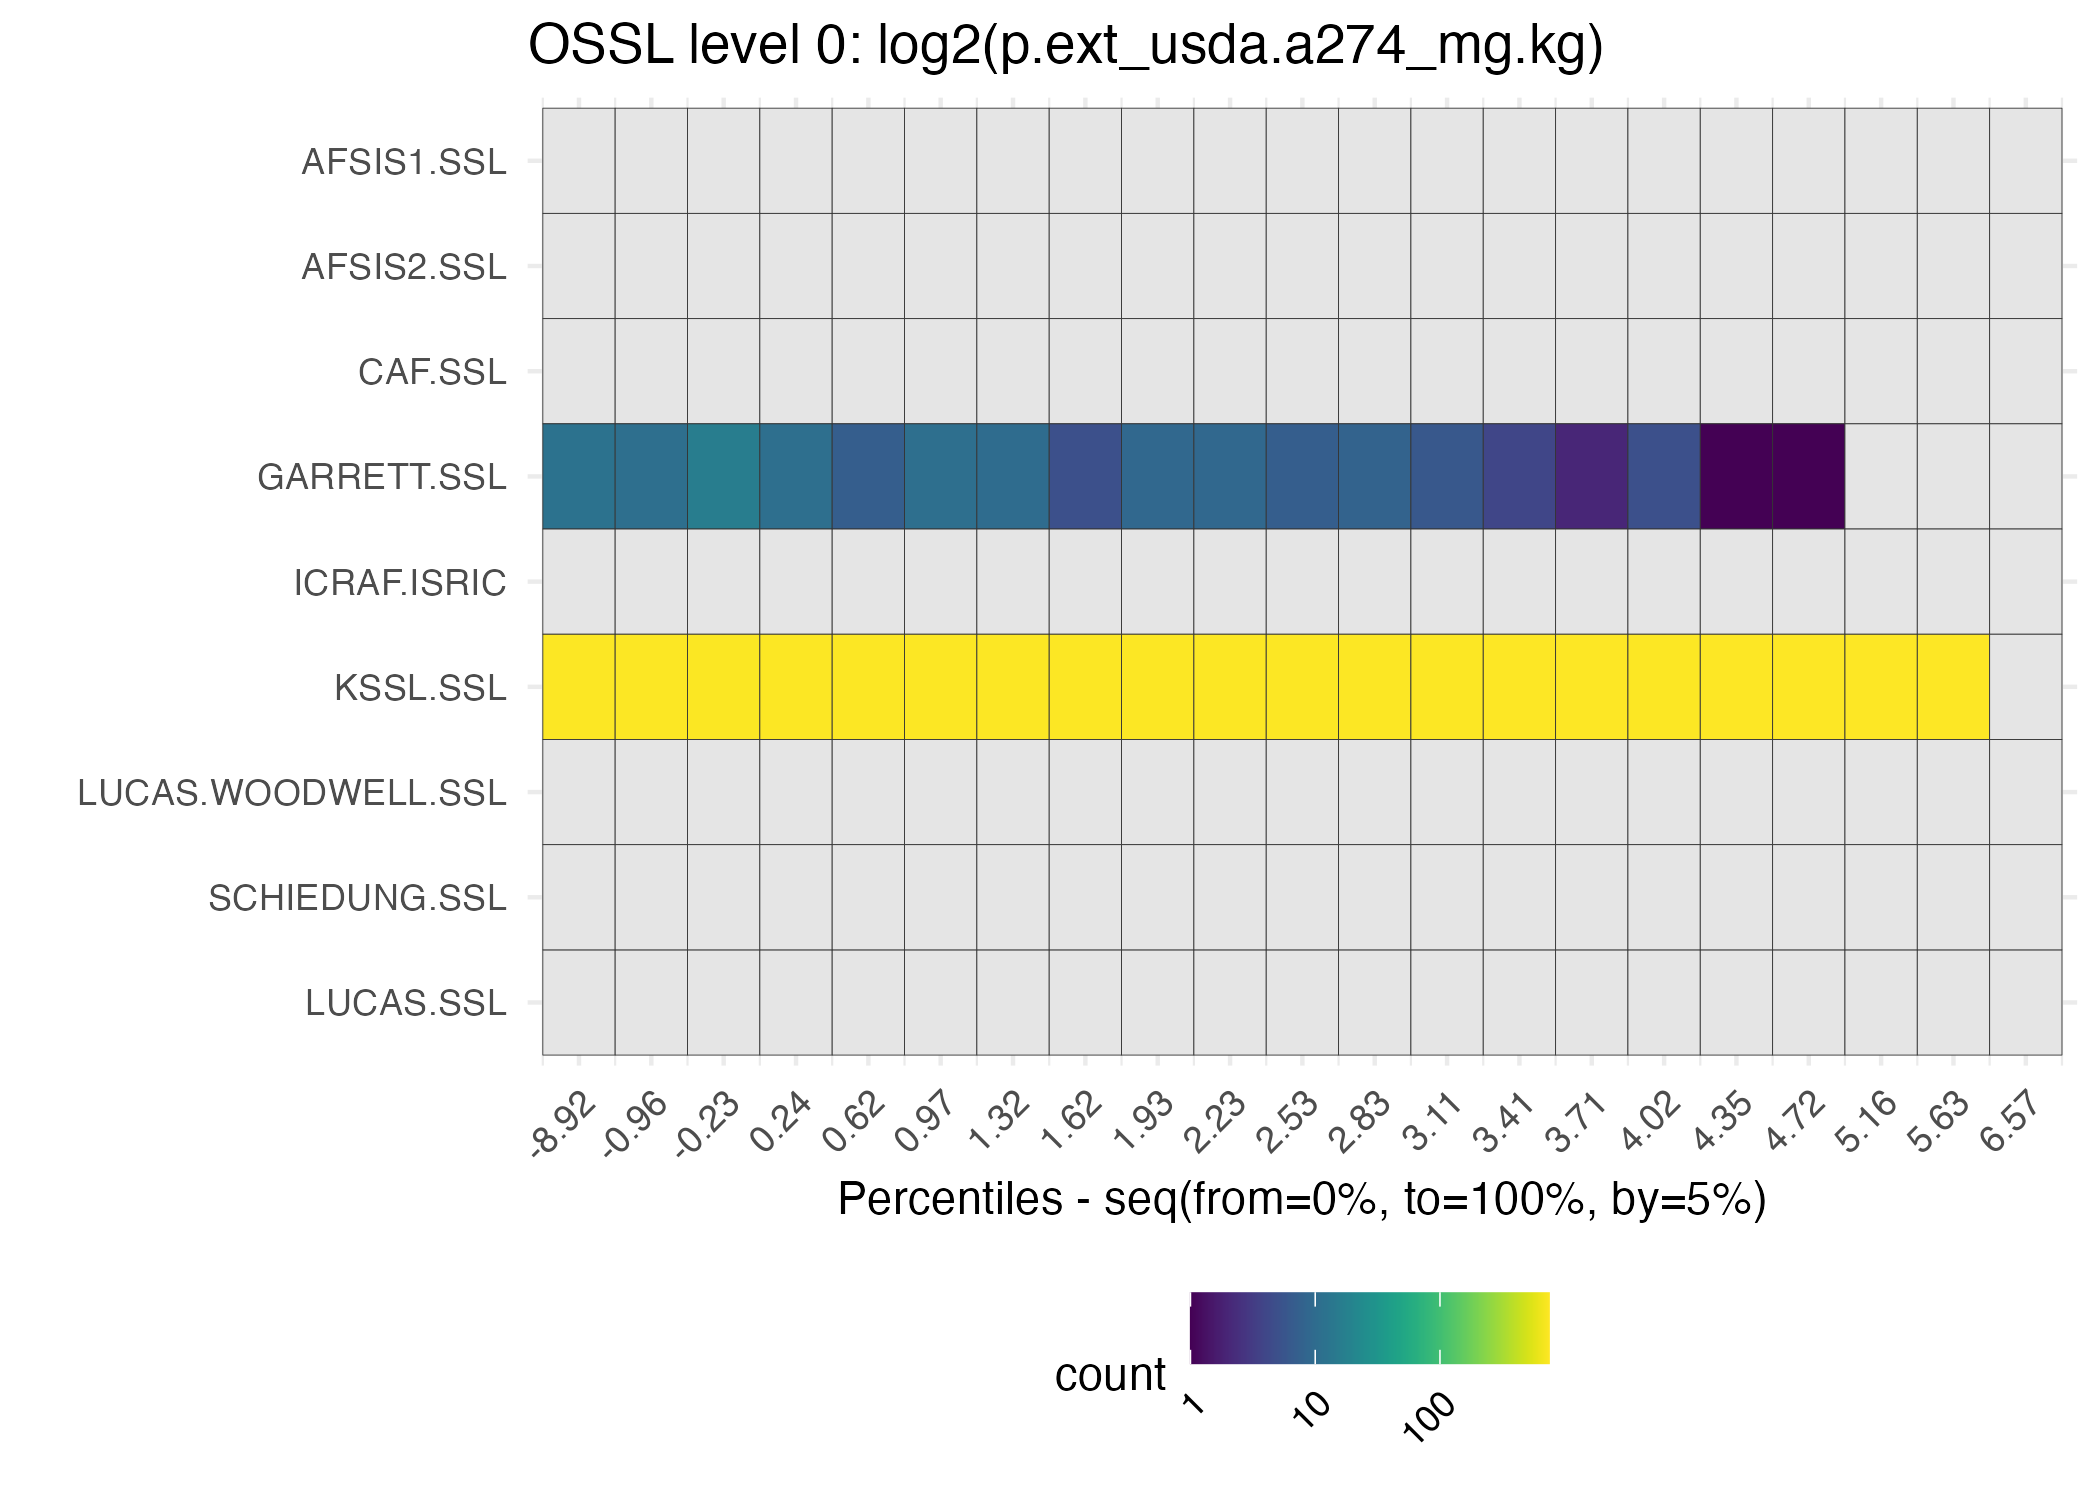 OSSL level 0: log2(p.ext_usda.a274_mg.kg)
AFSIS1.SSL
AFSIS2.SSL
CAF.SSL
GARRETT.SSL
ICRAF.ISRIC
KSSL.SSL
LUCAS.WOODWELL.SSL
SCHIEDUNG.SSL
LUCAS.SSL
-8.92 -0.96 -0.23 0.24 0.62 0.97 1.32 1.62 1.93 2.23 2.53 2.83 3.11 3.41 3.71 4.02 4.35 4.72 5.16 5.63 6.57
Percentiles - seq(from=0%, to=100%, by=5%)
count
1 10 100